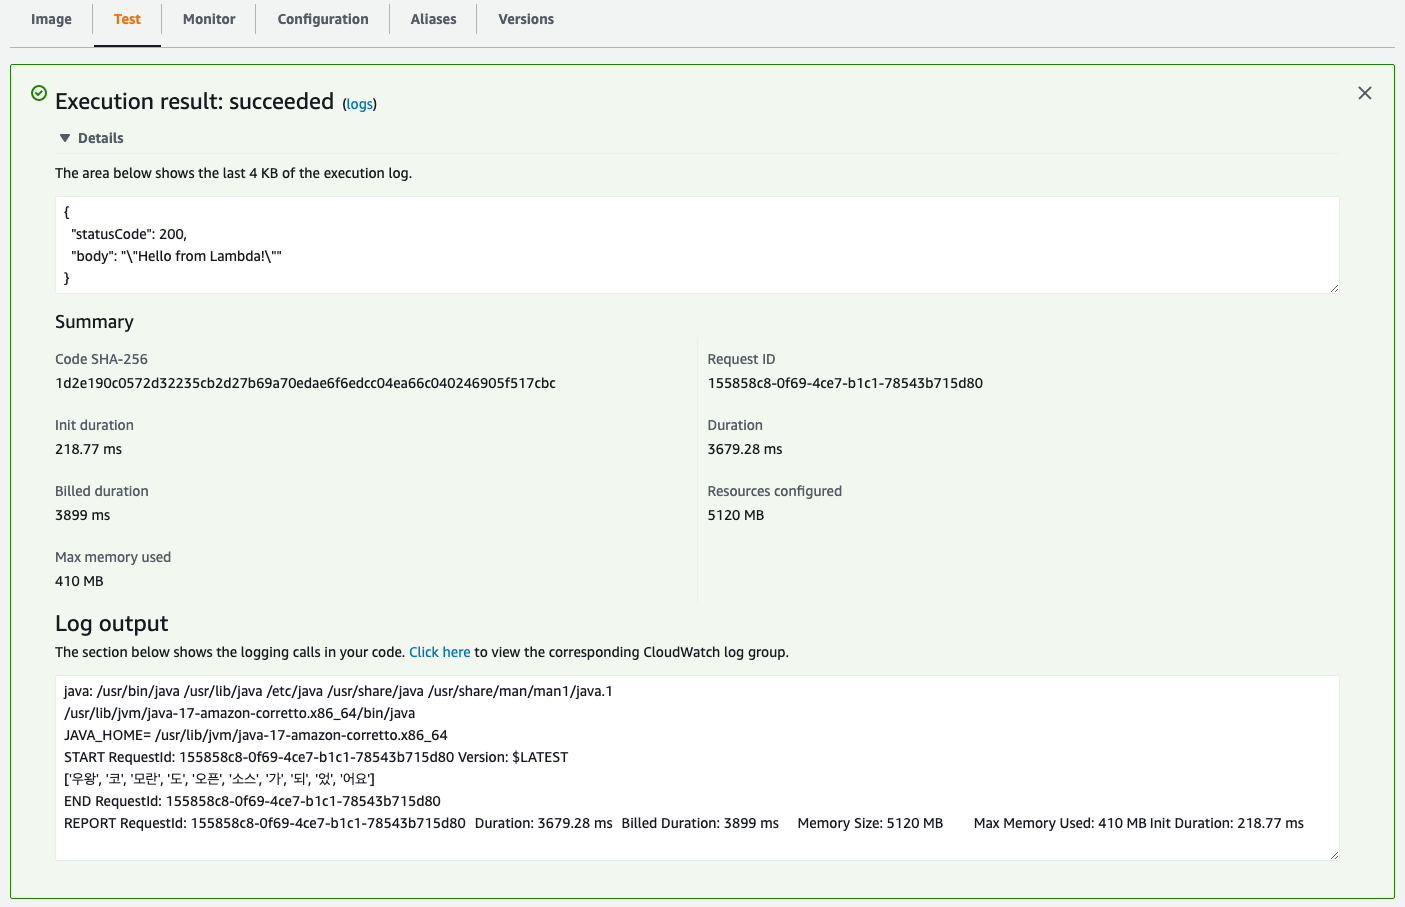 Image Test Monitor Configuration Aliases Versions
Execution result: succeeded (logs)
Details
The area below shows the last 4 KB of the execution log.
{
"statusCode": 200,
"body": "\"Hello from Lambda!\""
}
Summary
Code SHA-256
1d2e190c0572d32235cb2d27b69a70edae6f6edcc04ea66c040246905f517cbc
Request ID
155858c8-0f69-4ce7-b1c1-78543b715d80
Init duration
218.77 ms
Duration
3679.28 ms
Billed duration
3899 ms
Resources configured
5120 MB
Max memory used
410 MB
Log output
The section below shows the logging calls in your code. Click here to view the corresponding CloudWatch log group.
java: /usr/bin/java /usr/lib/java /etc/java /usr/share/java /usr/share/man/man1/java.1
/usr/lib/jvm/java-17-amazon-corretto.x86_64/bin/java
JAVA_HOME= /usr/lib/jvm/java-17-amazon-corretto.x86_64
START RequestId: 155858c8-0f69-4ce7-b1c1-78543b715d80 Version: $LATEST
['우왕', '코', '모란', '도', '오픈', '소스', '가', '되', '었', '어요']
END RequestId: 155858c8-0f69-4ce7-b1c1-78543b715d80
REPORT RequestId: 155858c8-0f69-4ce7-b1c1-78543b715d80 Duration: 3679.28 ms Billed Duration: 3899 ms Memory Size: 5120 MB Max Memory Used: 410 MB Init Duration: 218.77 ms